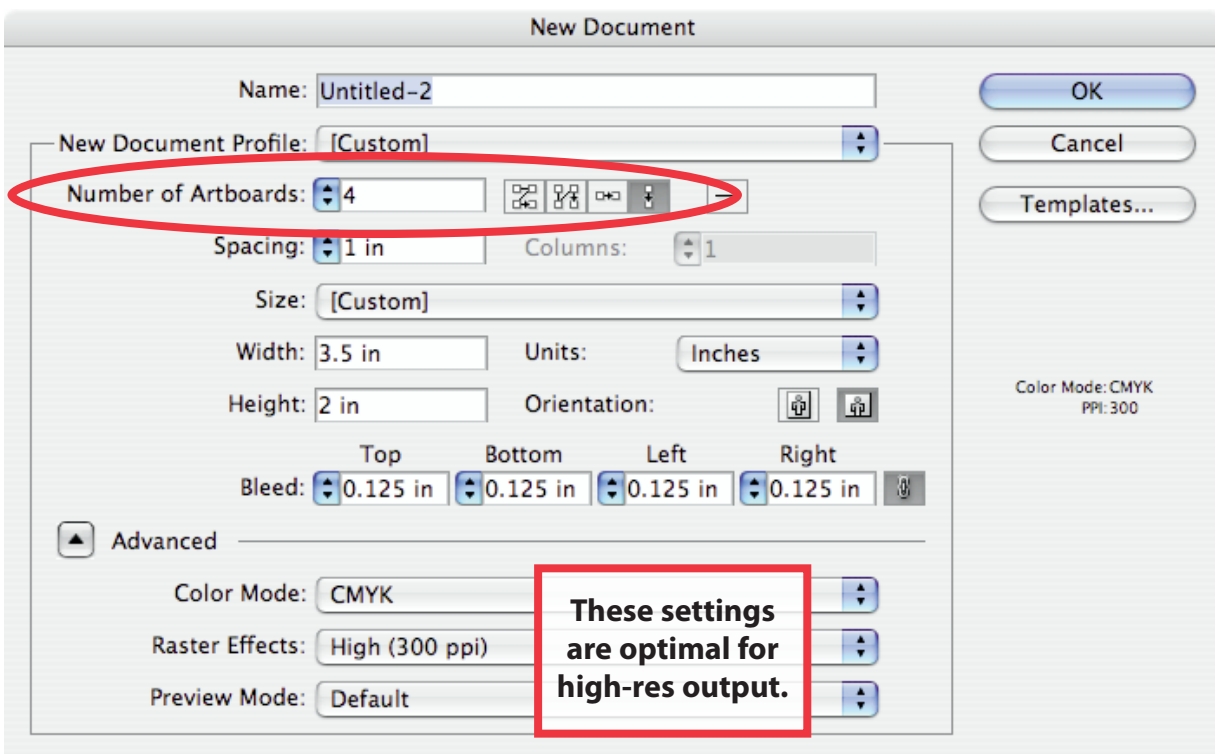 New Document
Name: Untitled-2
OK
New Document Profile: [Custom]
Cancel
Number of Artboards: 4
Templates...
Spacing: 1 in Columns: 1
Size: [Custom]
Width: 3.5 in Units: Inches
Height: 2 in Orientation:
Color Mode: CMYK
PPI: 300
Top Bottom Left Right
Bleed: 0.125 in 0.125 in 0.125 in 0.125 in
Advanced
Color Mode: CMYK
Raster Effects: High (300 ppi)
Preview Mode: Default
These settings
are optimal for
high-res output.